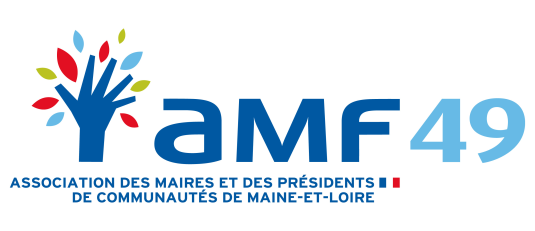 aMF 49
ASSOCIATION DES MAIRES ET DES PRÉSIDENTS
DE COMMUNAUTÉS DE MAINE-ET-LOIRE